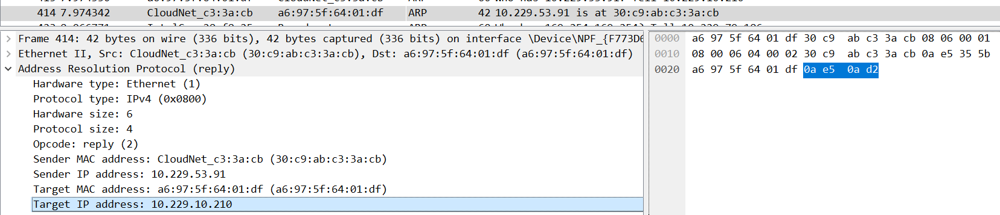 414 7.974342 CloudNet_c3:3a:cb a6:97:5f:64:01:df ARP 42 10.229.53.91 is at 30:c9:ab:c3:3a:cb
Frame 414: 42 bytes on wire (336 bits), 42 bytes captured (336 bits) on interface \Device\NPF_{F773D6
Ethernet II, Src: CloudNet_c3:3a:cb (30:c9:ab:c3:3a:cb), Dst: a6:97:5f:64:01:df (a6:97:5f:64:01:df)
Address Resolution Protocol (reply)
Hardware type: Ethernet (1)
Protocol type: IPv4 (0x0800)
Hardware size: 6
Protocol size: 4
Opcode: reply (2)
Sender MAC address: CloudNet_c3:3a:cb (30:c9:ab:c3:3a:cb)
Sender IP address: 10.229.53.91
Target MAC address: a6:97:5f:64:01:df (a6:97:5f:64:01:df)
Target IP address: 10.229.10.210
0000 a6 97 5f 64 01 df 30 c9 ab c3 3a cb 08 06 00 01
0010 08 00 06 04 00 02 30 c9 ab c3 3a cb 0a e5 35 5b
0020 a6 97 5f 64 01 df 0a e5 0a d2